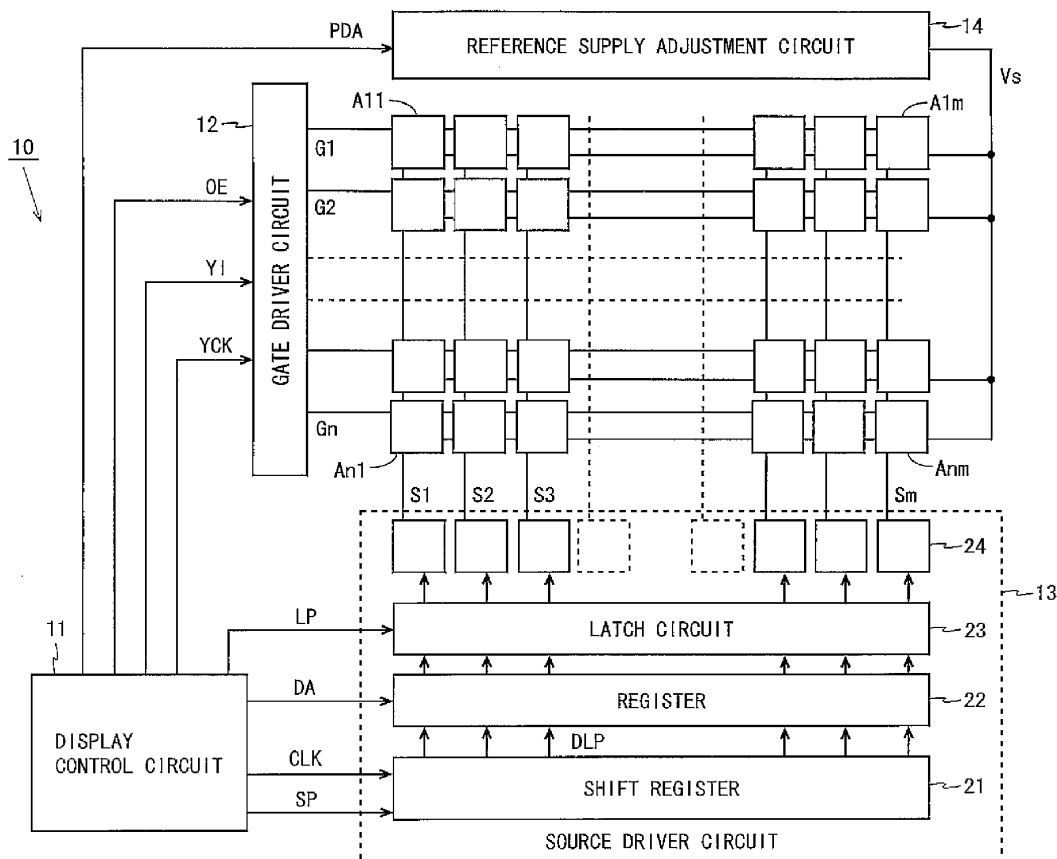 PDA
REFERENCE SUPPLY ADJUSTMENT CIRCUIT
14
Vs
A11
A1m
12
10
G1
OE
G2
GATE DRIVER CIRCUIT
YI
YCK
Gn
An1
Anm
S1
S2
S3
Sm
24
13
11
LP
LATCH CIRCUIT
23
DA
REGISTER
22
DISPLAY
CONTROL CIRCUIT
DLP
CLK
SHIFT REGISTER
21
SP
SOURCE DRIVER CIRCUIT